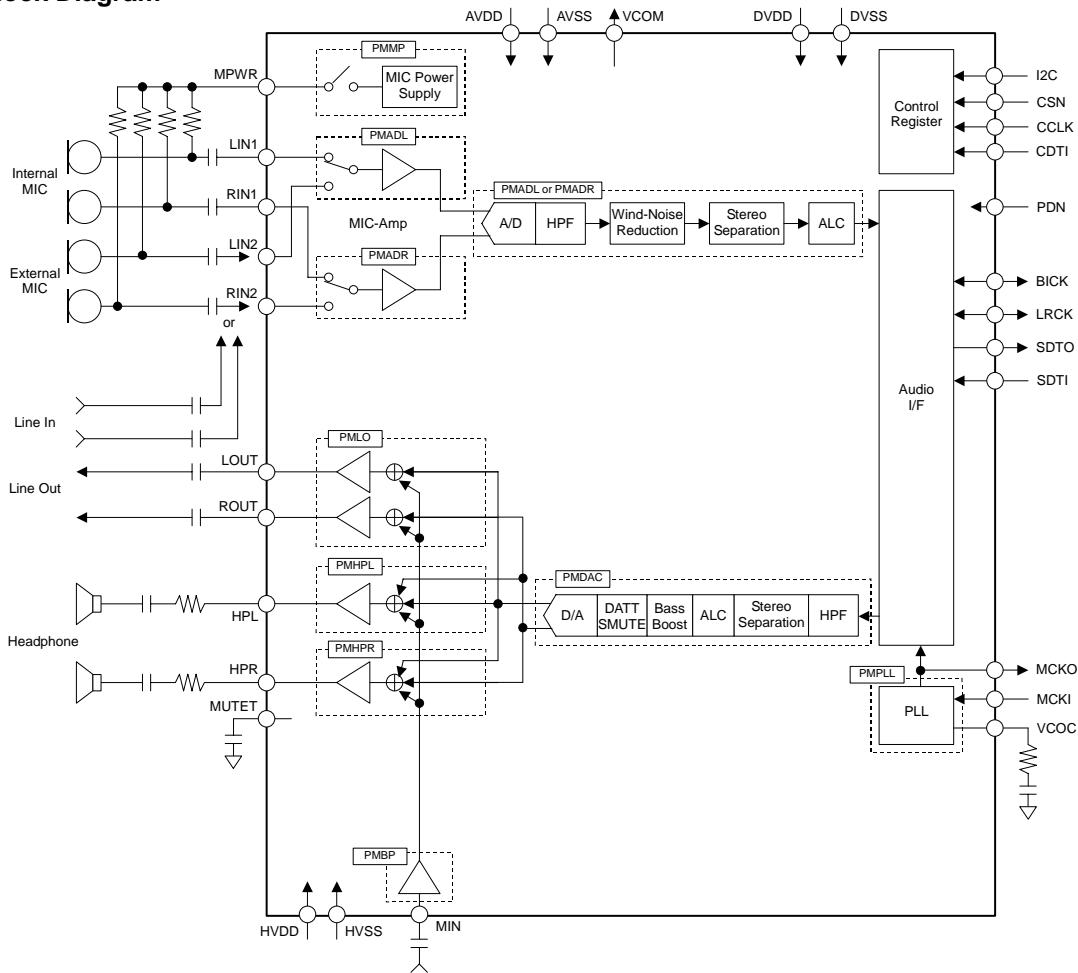 AVDD AVSS VCOM DVDD DVSS
PMMP
MPWR
MIC Power
Supply
Control
Register
I2C
CSN
CCLK
CDTI
PMADL
LIN1
Internal
MIC
RIN1
MIC-Amp
PMADL or PMADR
A/D HPF
Wind-Noise
Reduction
Stereo
Separation
ALC
PDN
LIN2
PMADR
External
MIC
RIN2
or
BICK
LRCK
SDTO
SDTI
Audio
I/F
Line In
PMLO
LOUT
Line Out
ROUT
PMHPL
HPL
Headphone
PMDAC
D/A
DATT
SMUTE
Bass
Boost
ALC
Stereo
Separation
HPF
PMHPR
HPR
MUTET
PMPLL
PLL
MCKO
MCKI
VCOC
PMBP
HVDD HVSS MIN